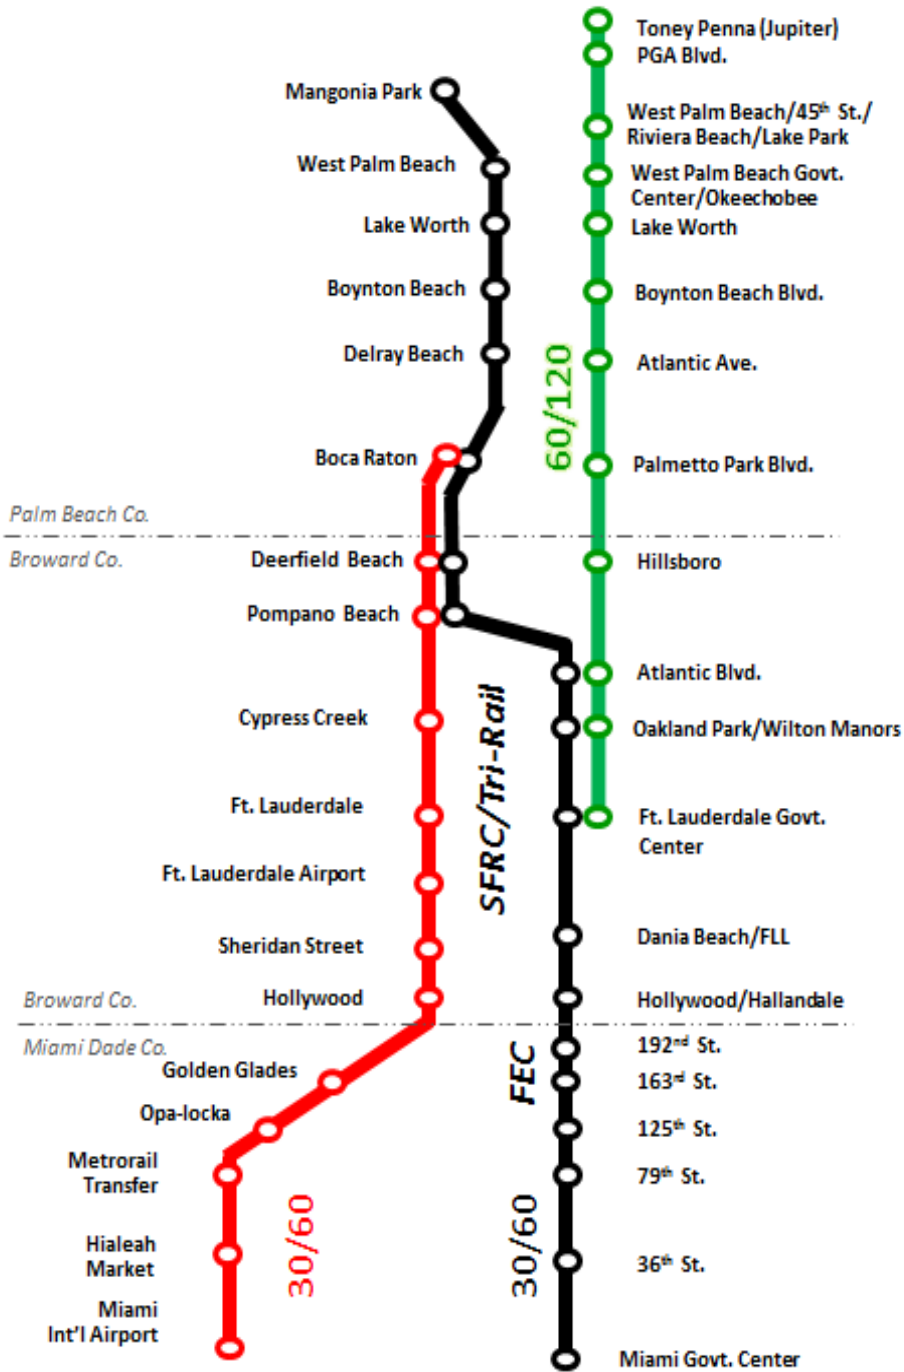 Toney Penna (Jupiter)
PGA Blvd.
Mangonia Park
West Palm Beach/45th St./
Riviera Beach/Lake Park
West Palm Beach
West Palm Beach Govt.
Center/Okeechobee
Lake Worth
Lake Worth
Boynton Beach
Boynton Beach Blvd.
Delray Beach
Atlantic Ave.
60/120
Boca Raton
Palmetto Park Blvd.
Palm Beach Co.
Broward Co.
Deerfield Beach
Hillsboro
Pompano Beach
Atlantic Blvd.
Cypress Creek
Oakland Park/Wilton Manors
SFRC/Tri-Rail
Ft. Lauderdale
Ft. Lauderdale Govt.
Center
Ft. Lauderdale Airport
Sheridan Street
Dania Beach/FLL
Broward Co.
Hollywood
Hollywood/Hallandale
Miami Dade Co.
192nd St.
Golden Glades
FEC
163rd St.
Opa-locka
125th St.
Metrorail
Transfer
79th St.
30/60
30/60
Hialeah
Market
36th St.
Miami
Int'l Airport
Miami Govt. Center